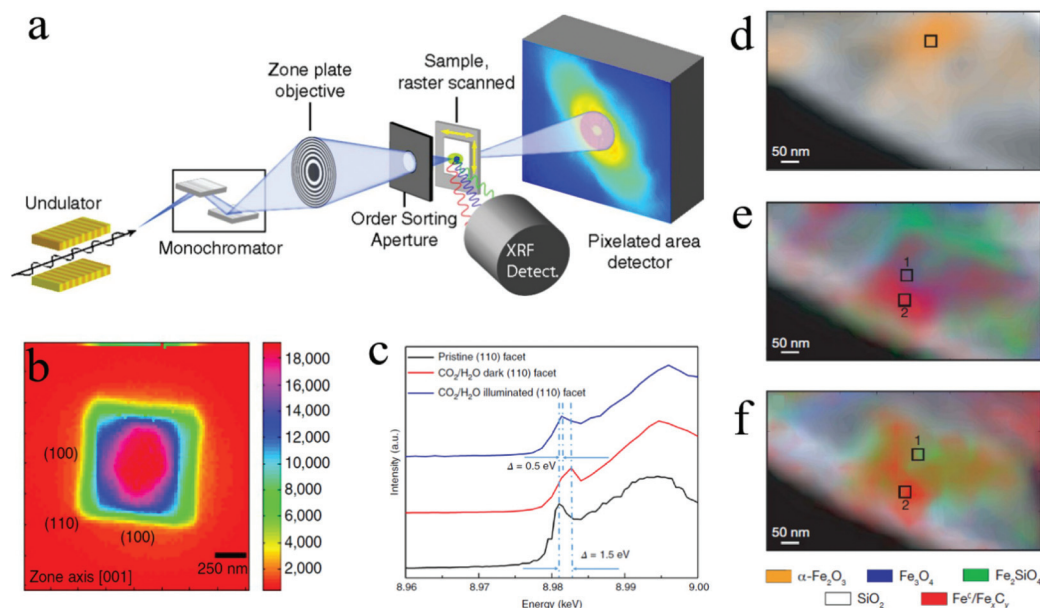 a
Undulator
Monochromator
Zone plate
objective
Order Sorting
Aperture
Sample,
raster scanned
XRF
Detect.
Pixelated area
detector
b
(100)
(110)
(100)
Zone axis [001]
250 nm
18,000
16,000
14,000
12,000
10,000
8,000
6,000
4,000
2,000
c
Pristine (110) facet
CO₂/H₂O dark (110) facet
CO₂/H₂O illuminated (110) facet
Δ = 0.5 eV
Δ = 1.5 eV
Intensity (a.u.)
8.96
8.97
8.98
8.99
9.00
Energy (keV)
d
50 nm
e
1
2
50 nm
f
1
2
50 nm
α-Fe₂O₃
Fe₃O₄
Fe₂SiO₄
SiO₂
Feᶜ/FeₓCᵧ